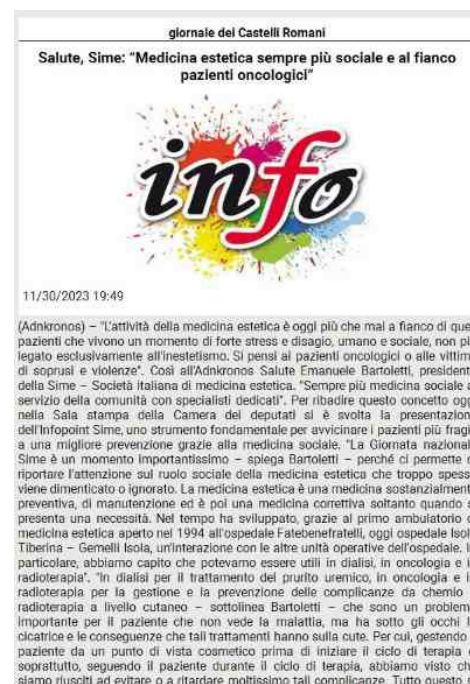 giornale dei Castelli Romani
Salute, Sime: “Medicina estetica sempre più sociale e al fianco
pazienti oncologici”
info
11/30/2023 19:49
(Adnkronos) – "L'attività della medicina estetica è oggi più che mai a fianco di que
pazienti che vivono un momento di forte stress e disagio, umano e sociale, non pi
legato esclusivamente all'inestetismo. Si pensi ai pazienti oncologici o alle vittim
di soprusi e violenze". Così all'Adnkronos Salute Emanuele Bartoletti, president
della Sime – Società italiana di medicina estetica. "Sempre più medicina sociale a
servizio della comunità con specialisti dedicati". Per ribadire questo concetto ogg
nella Sala stampa della Camera dei deputati si è svolta la presentazion
dell'Infopoint Sime, uno strumento fondamentale per avvicinare i pazienti più fragi
a una migliore prevenzione grazie alla medicina sociale. "La Giornata nazional
Sime è un momento importantissimo – spiega Bartoletti – perché ci permette d
riportare l'attenzione sul ruolo sociale della medicina estetica che troppo spess
viene dimenticato o ignorato. La medicina estetica è una medicina sostanzialment
preventiva, di manutenzione ed è poi una medicina correttiva soltanto quando s
presenta una necessità. Nel tempo ha sviluppato, grazie al primo ambulatorio d
medicina estetica aperto nel 1994 all'ospedale Fatebenefratelli, oggi ospedale Isol
Tiberina – Gemelli Isola, un'interazione con le altre unità operative dell'ospedale. I
particolare, abbiamo capito che potevamo essere utili in dialisi, in oncologia e i
radioterapia". "In dialisi per il trattamento del prurito uremico, in oncologia e i
radioterapia per la gestione e la prevenzione delle complicanze da chemio
radioterapia a livello cutaneo – sottolinea Bartoletti – che sono un problem
importante per il paziente che non vede la malattia, ma ha sotto gli occhi l
cicatrice e le conseguenze che tali trattamenti hanno sulla cute. Per cui, gestendo i
paziente da un punto di vista cosmetico prima di iniziare il ciclo di terapia e
soprattutto, seguendo il paziente durante il ciclo di terapia, abbiamo visto ch
siamo riusciti ad evitare o a ritardare moltissimo tali complicanze. Tutto questo s